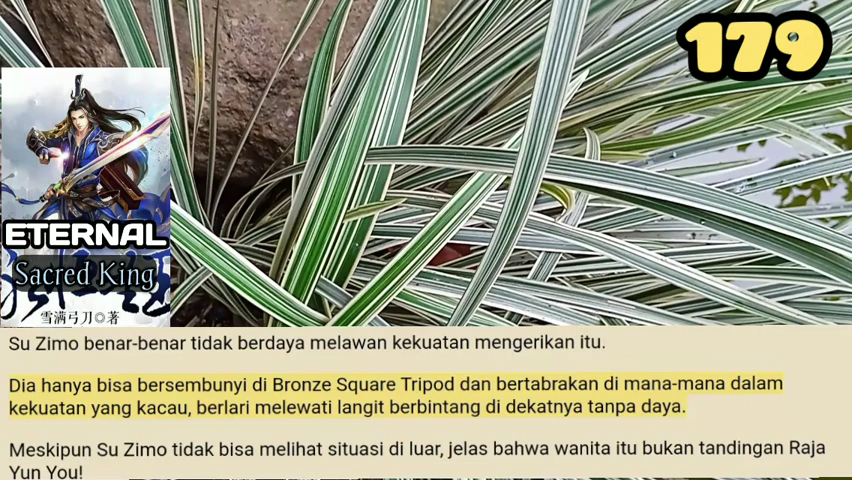 179
ETERNAL
Sacred King
雪满弓刀◎著
Su Zimo benar-benar tidak berdaya melawan kekuatan mengerikan itu.
Dia hanya bisa bersembunyi di Bronze Square Tripod dan bertabrakan di mana-mana dalam
kekuatan yang kacau, berlari melewati langit berbintang di dekatnya tanpa daya.
Meskipun Su Zimo tidak bisa melihat situasi di luar, jelas bahwa wanita itu bukan tandingan Raja
Yun You!